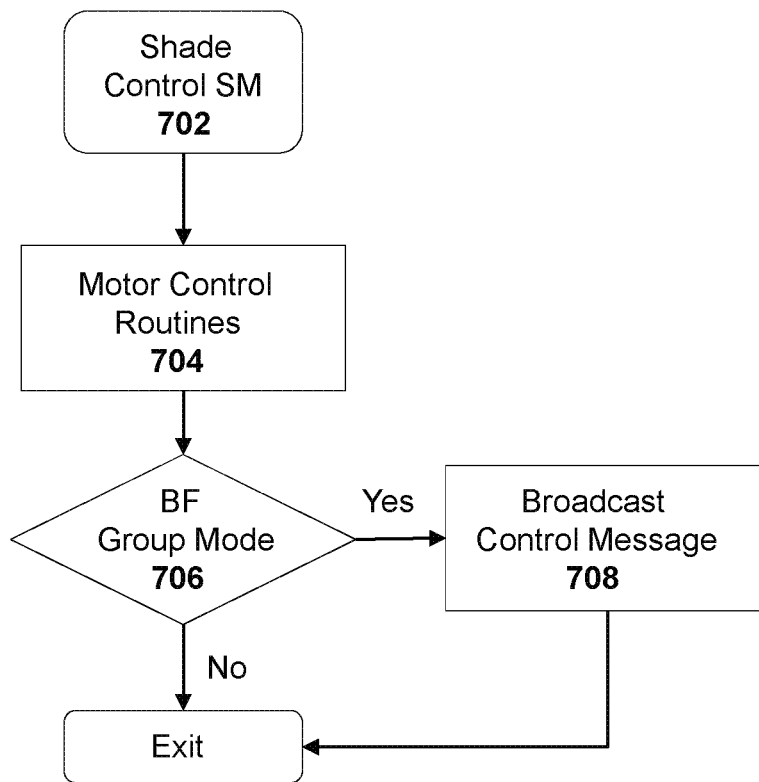 Shade
Control SM
702
Motor Control
Routines
704
BF
Group Mode
706
Yes
Broadcast
Control Message
708
No
Exit